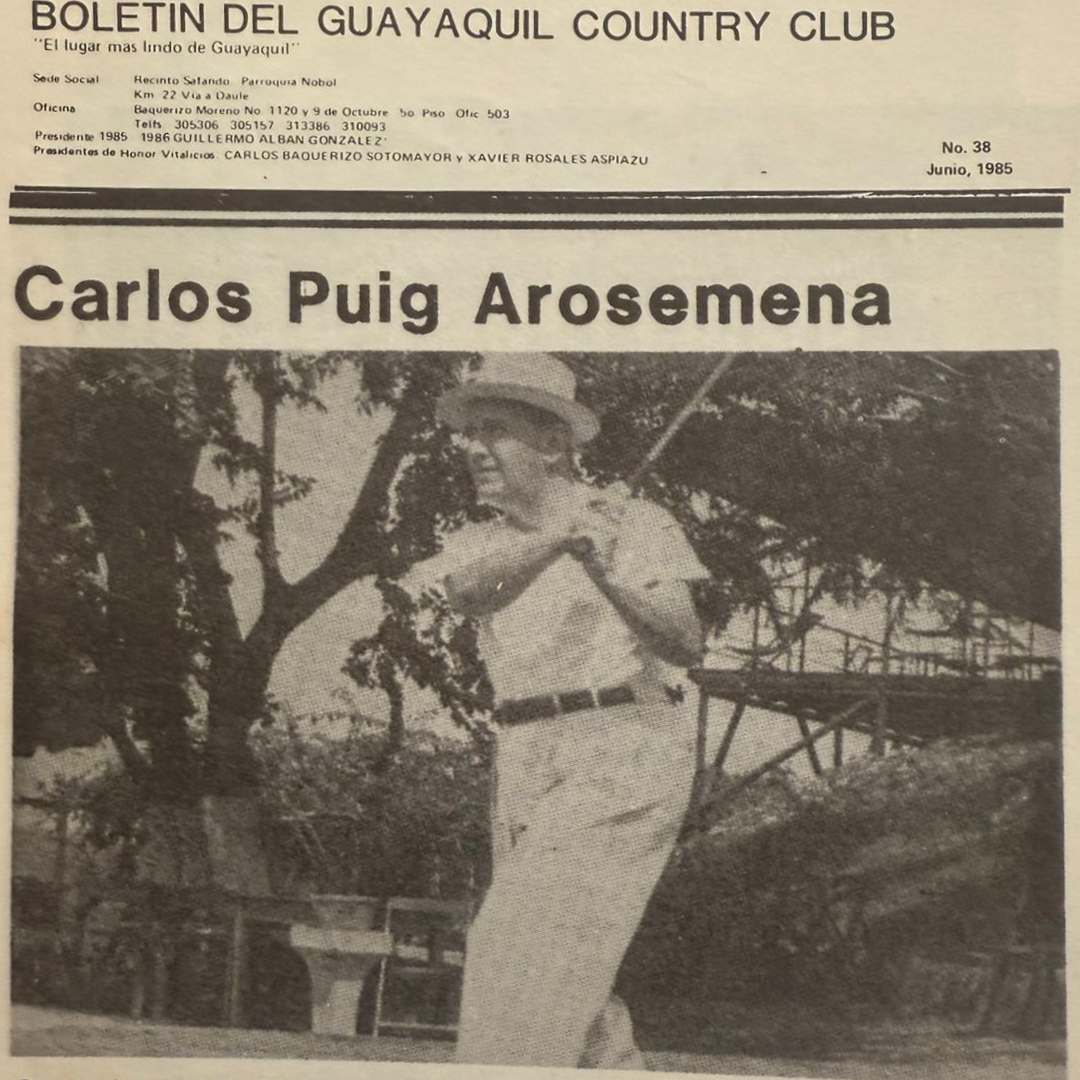 BOLETIN DEL GUAYAQUIL COUNTRY CLUB
"El lugar mas lindo de Guayaquil"
Sede Social Recinto Safando Parroquia Nobol
Km 22 Via a Daule
Oficina Baquerizo Moreno No. 1120 y 9 de Octubre 5o Piso Ofic 503
Telfs 305306 305157 313386 310093
Presidente 1985 1986 GUILLERMO ALBAN GONZALEZ
Presidentes de Honor Vitalicios: CARLOS BAQUERIZO SOTOMAYOR y XAVIER ROSALES ASPIAZU
No. 38
Junio, 1985
Carlos Puig Arosemena